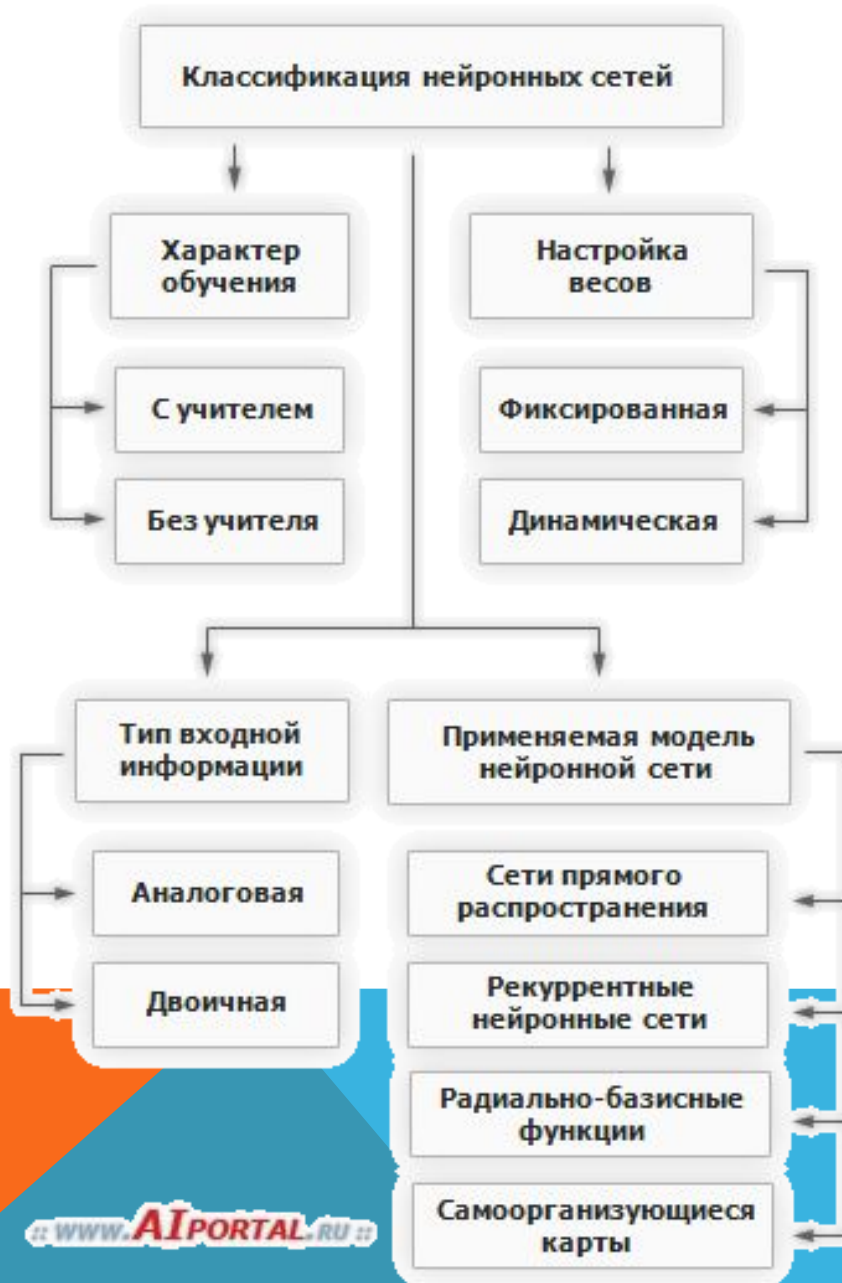 Классификация нейронных сетей
Характер
обучения
С учителем
Без учителя
Настройка
весов
Фиксированная
Динамическая
Тип входной
информации
Аналоговая
Двоичная
Применяемая модель
нейронной сети
Сети прямого
распространения
Рекуррентные
нейронные сети
Радиально-базисные
функции
Самоорганизующиеся
карты
:: www.AIPORTAL.RU ::